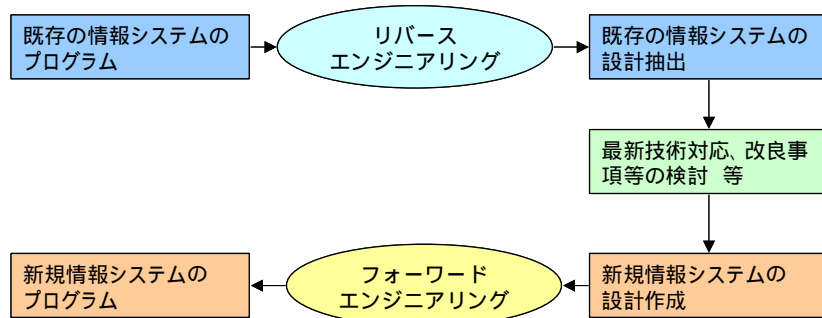 既存の情報システムの
プログラム
リバース
エンジニアリング
既存の情報システムの
設計抽出
最新技術対応、改良事
項等の検討 等
新規情報システムの
設計作成
フォーワード
エンジニアリング
新規情報システムの
プログラム